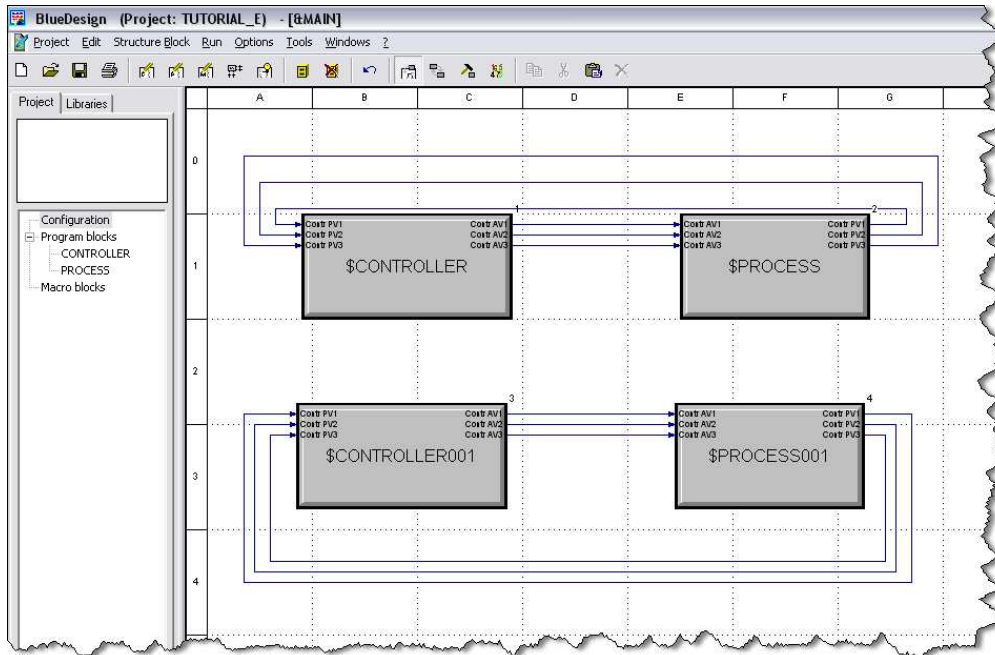 BlueDesign (Project: TUTORIAL_E) - [&MAIN]
Project Edit Structure Block Run Options Tools Windows ?
Project Libraries
A B C D E F G
0
Configuration
Program blocks
CONTROLLER
PROCESS
Macro blocks
1 2
Contr PV1 Contr AV1 Contr AV1 Contr PV1
Contr PV2 Contr AV2 Contr AV2 Contr PV2
Contr PV3 Contr AV3 Contr AV3 Contr PV3
1
$CONTROLLER $PROCESS
2
3 4
Contr PV1 Contr AV1 Contr AV1 Contr PV1
Contr PV2 Contr AV2 Contr AV2 Contr PV2
Contr PV3 Contr AV3 Contr AV3 Contr PV3
$CONTROLLER001 $PROCESS001
3
4